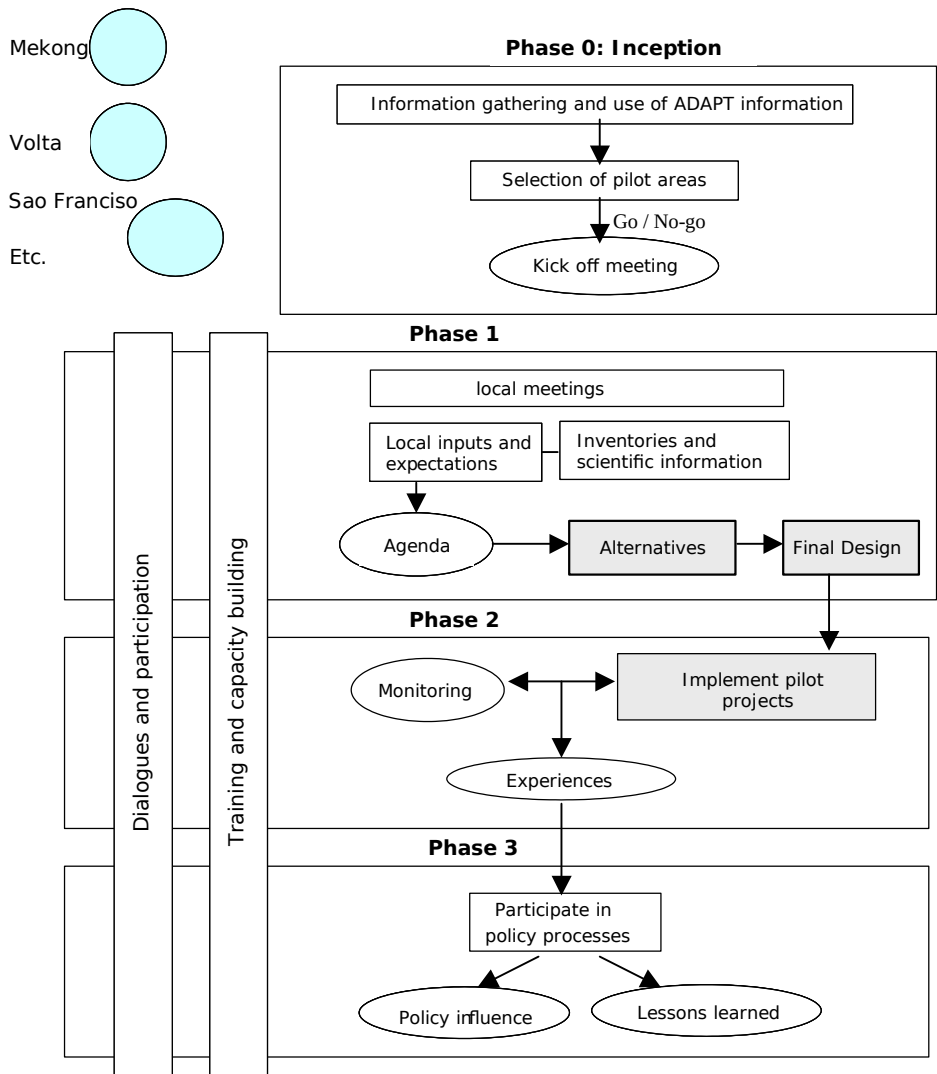 Mekong
Volta
Sao Franciso
Etc.
Phase 0: Inception
Information gathering and use of ADAPT information
Selection of pilot areas
Go / No-go
Kick off meeting
Phase 1
local meetings
Local inputs and
expectations
Inventories and
scientific information
Agenda
Alternatives
Final Design
Dialogues and participation
Training and capacity building
Phase 2
Monitoring
Implement pilot
projects
Experiences
Phase 3
Participate in
policy processes
Policy influence
Lessons learned